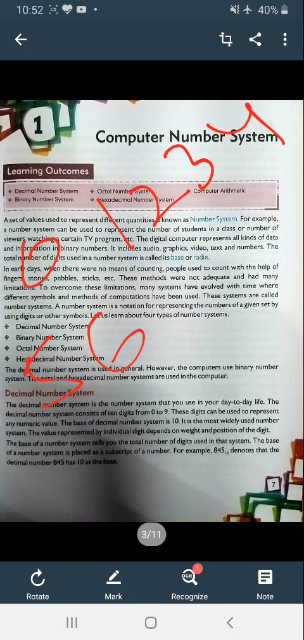 10:52
40%
1
Computer Number System
Learning Outcomes
Decimal Number System
Octal Number System
Computer Arithmetic
Binary Number System
Hexadecimal Number System
A set of values used to represent different quantities is known as Number System. For example,
a number system can be used to represent the number of students in a class or number of
viewers watching a certain TV program, etc. The digital computer represents all kinds of data
and information in binary numbers. It includes audio, graphics, video, text and numbers. The
total number of digits used in a number system is called its base or radix.
In early days, when there were no means of counting, people used to count with the help of
fingers, stones, pebbles, sticks, etc. These methods were not adequate and had many
limitations. To overcome these limitations, many systems have evolved with time where
different symbols and methods of computations have been used. These systems are called
number systems. A number system is a notation for representing the numbers of a given set by
using digits or other symbols. Let us learn about four types of number systems.
Decimal Number System
Binary Number System
Octal Number System
Hexadecimal Number System
The decimal number system is used in general. However, the computers use binary number
system. The octal and hexadecimal number systems are used in the computer.
Decimal Number System
The decimal number system is the number system that you use in your day-to-day life. The
decimal number system consists of ten digits from 0 to 9. These digits can be used to represent
any numeric value. The base of decimal number system is 10. It is the most widely used number
system. The value represented by individual digit depends on weight and position of the digit.
The base of a number system tells you the total number of digits used in that system. The base
of a number system is placed as a subscript of a number. For example, 845₁₀ denotes that the
decimal number 845 has 10 as the base.
7
3/11
Rotate
Mark
OCR
1
Recognize
Note